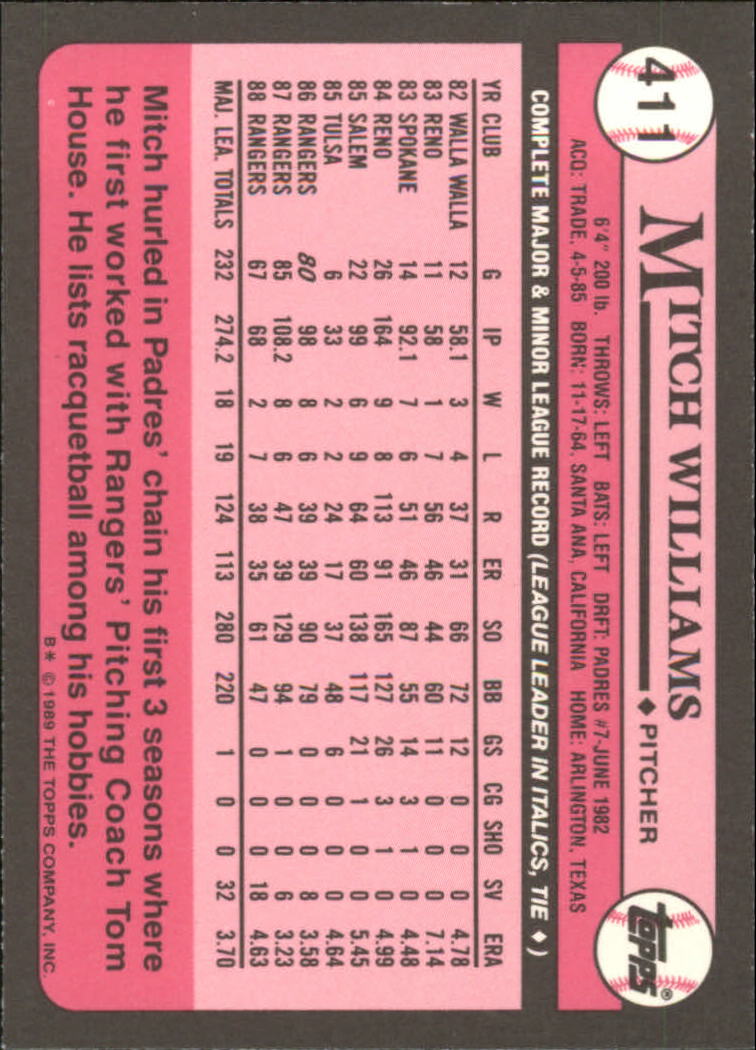 411
MITCH WILLIAMS
♦ PITCHER
TOPPS®
6'4" 200 lb. THROWS: LEFT BATS: LEFT DRFT: PADRES #7-JUNE 1982
ACQ: TRADE, 4-5-85 BORN: 11-17-64, SANTA ANA, CALIFORNIA HOME: ARLINGTON, TEXAS
COMPLETE MAJOR & MINOR LEAGUE RECORD (LEAGUE LEADER IN ITALICS, TIE ♦)
YR CLUB G IP W L R ER SO BB GS CG SHO SV ERA
82 WALLA WALLA 12 58.1 3 4 37 31 66 72 12 0 0 0 4.78
83 RENO 11 58 1 7 56 46 44 60 11 0 0 0 7.14
83 SPOKANE 14 92.1 7 6 51 46 87 55 14 3 1 0 4.48
84 RENO 26 164 9 8 113 91 165 127 26 3 1 0 4.99
85 SALEM 22 99 6 9 64 60 138 117 21 1 0 0 5.45
85 TULSA 6 33 2 2 24 17 37 48 6 0 0 0 4.64
86 RANGERS 80 98 8 6 39 39 90 79 0 0 0 8 3.58
87 RANGERS 85 108.2 8 6 47 39 129 94 1 0 0 6 3.23
88 RANGERS 67 68 2 7 38 35 61 47 0 0 0 18 4.63
MAJ. LEA. TOTALS 232 274.2 18 19 124 113 280 220 1 0 0 32 3.70
Mitch hurled in Padres' chain his first 3 seasons where
he first worked with Rangers' Pitching Coach Tom
House. He lists racquetball among his hobbies.
B* © 1989 THE TOPPS COMPANY, INC.